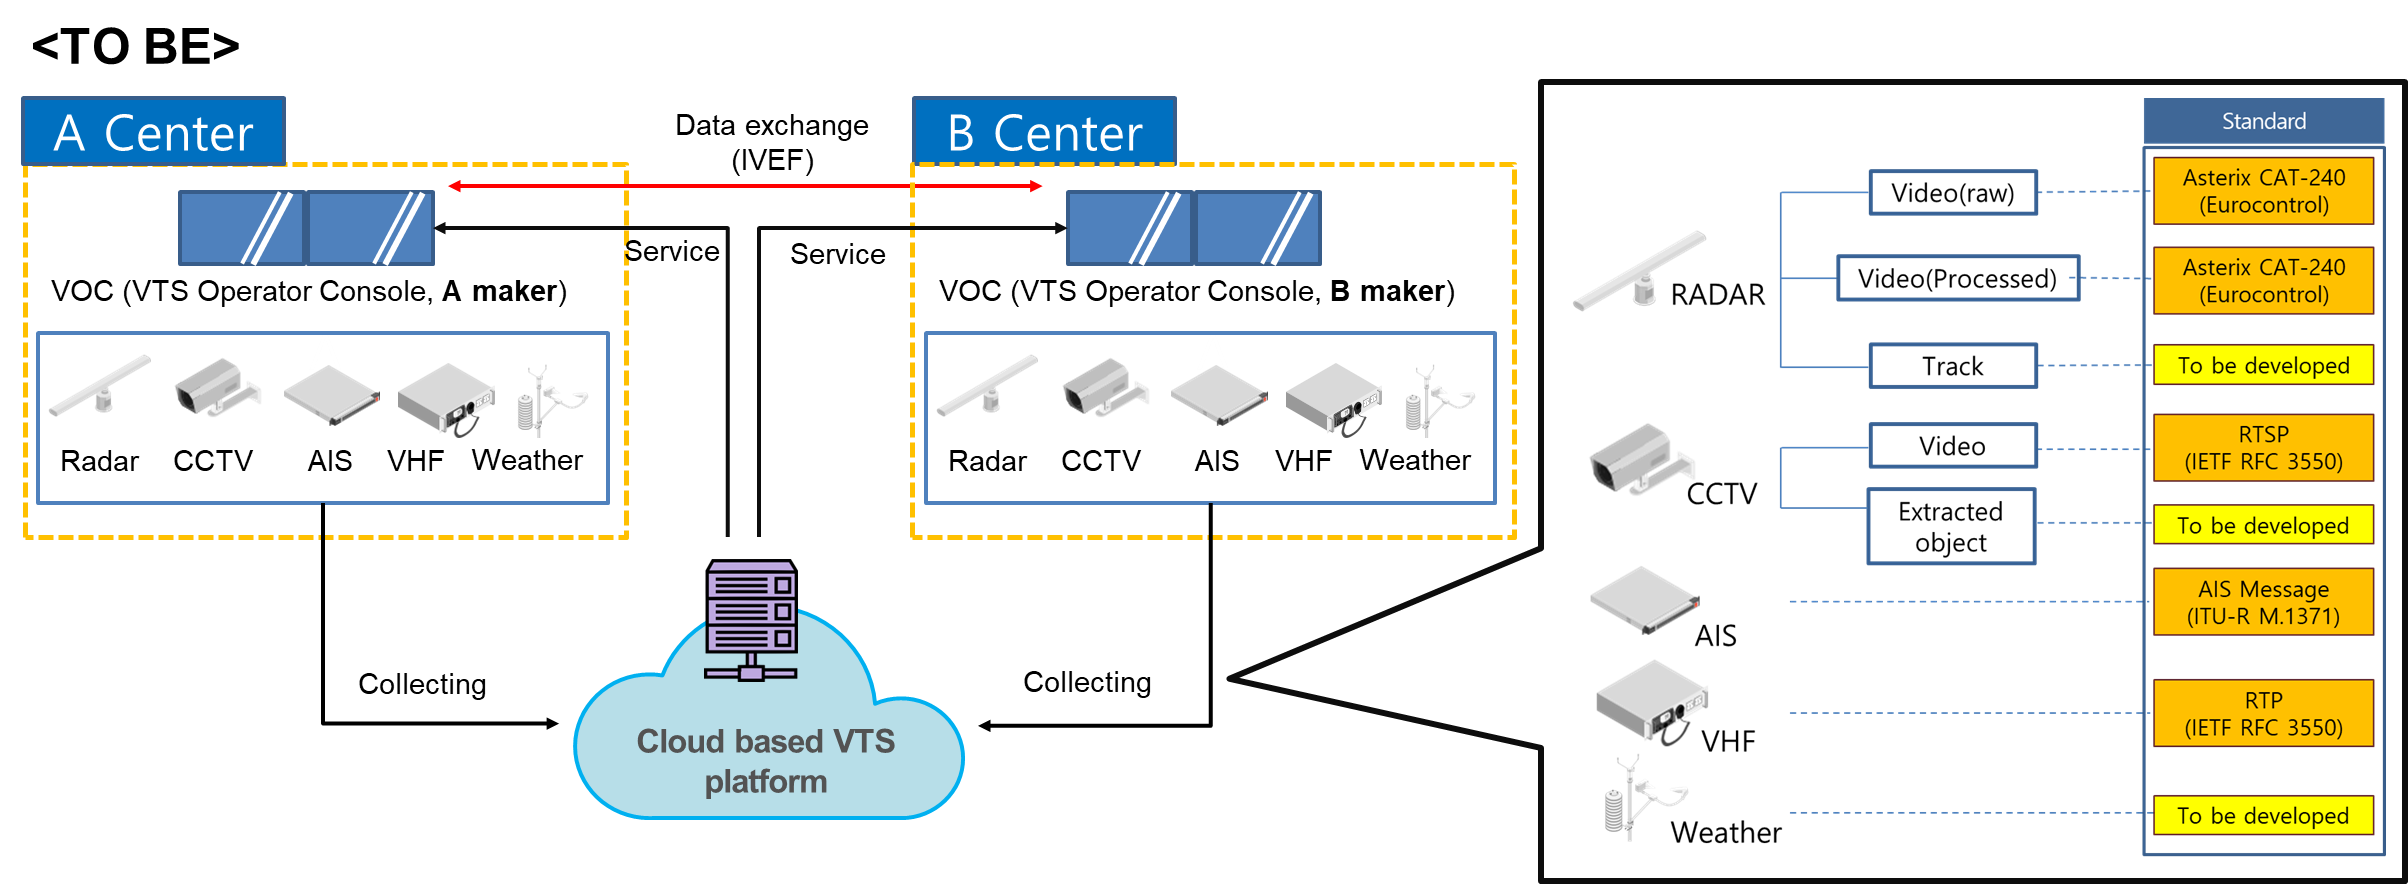 <TO BE>
A Center
Data exchange
(IVEF)
B Center
Service
Service
VOC (VTS Operator Console, A maker)
VOC (VTS Operator Console, B maker)
Radar
CCTV
AIS
VHF
Weather
Radar
CCTV
AIS
VHF
Weather
Collecting
Collecting
Cloud based VTS
platform
Standard
RADAR
Video(raw)
Asterix CAT-240
(Eurocontrol)
Video(Processed)
Asterix CAT-240
(Eurocontrol)
Track
To be developed
CCTV
Video
RTSP
(IETF RFC 3550)
Extracted
object
To be developed
AIS
AIS Message
(ITU-R M.1371)
VHF
RTP
(IETF RFC 3550)
Weather
To be developed